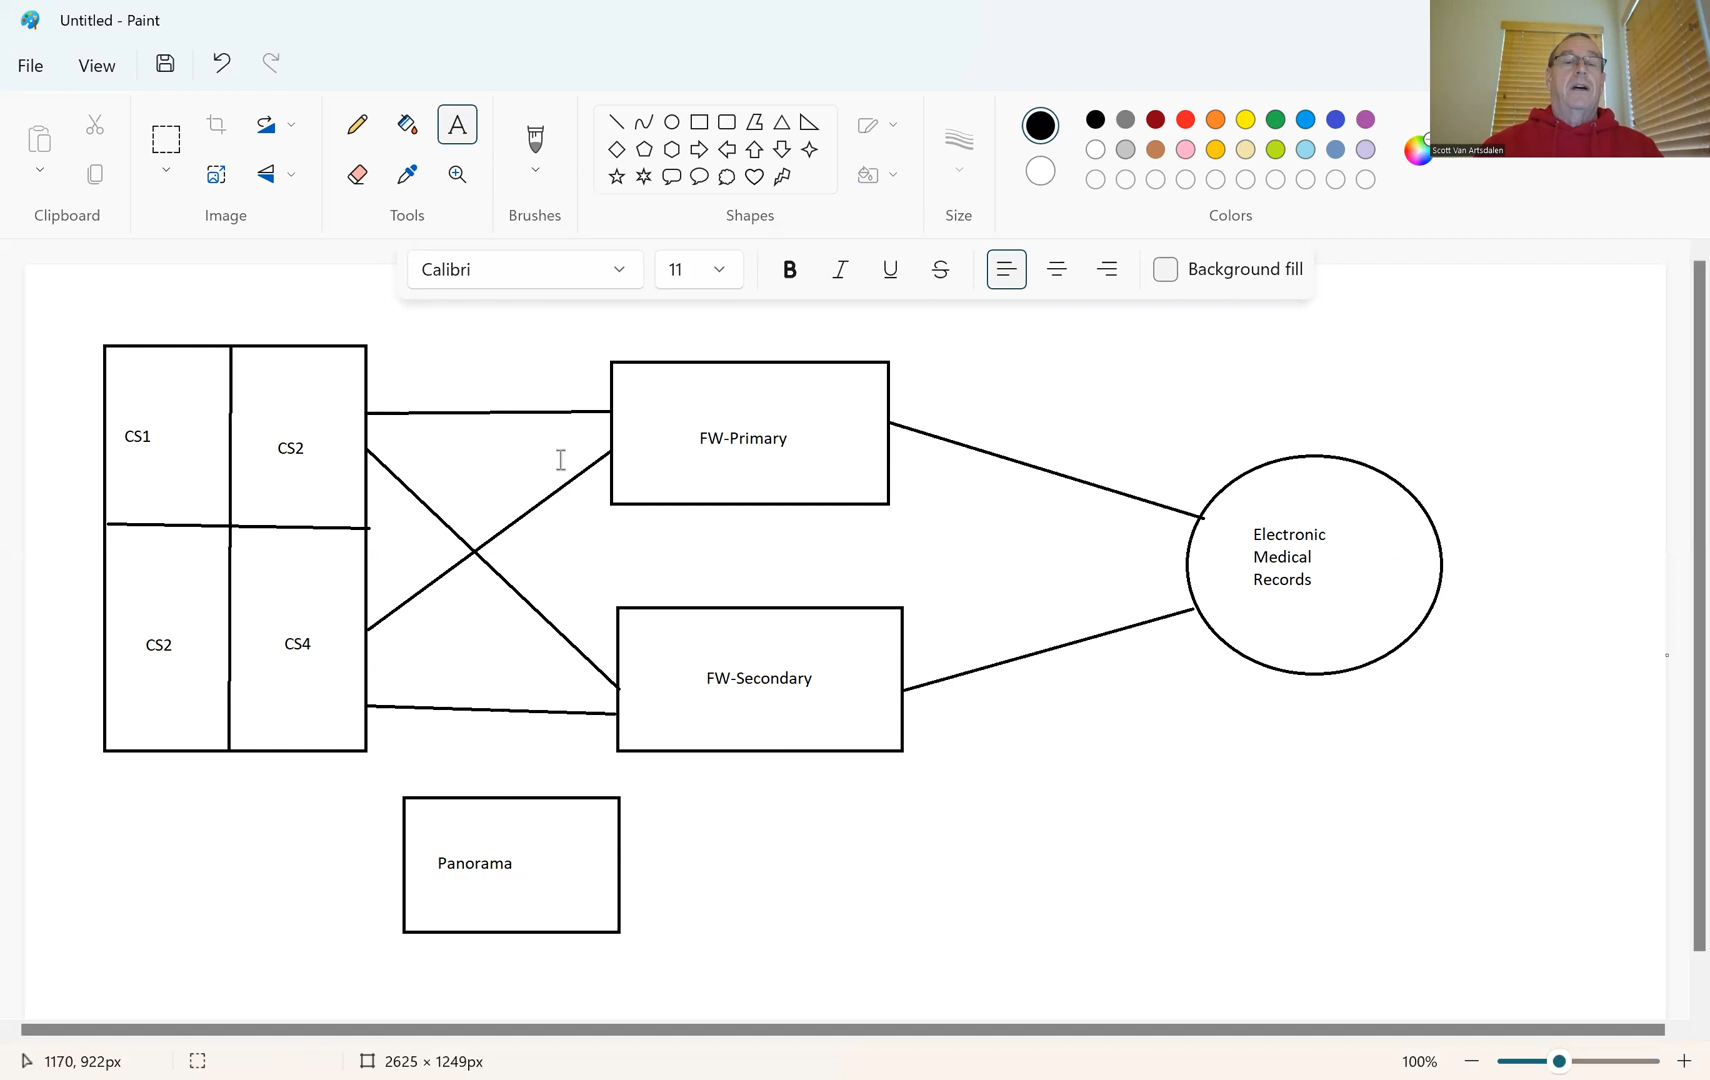 Untitled - Paint
File
View
Clipboard
Image
Tools
Brushes
Shapes
Size
Colors
Scott Van Artsdalen
Calibri
11
B
I
U
S
Background fill
CS1
CS2
CS2
CS4
FW-Primary
FW-Secondary
Electronic
Medical
Records
Panorama
1170, 922px
2625 × 1249px
100%